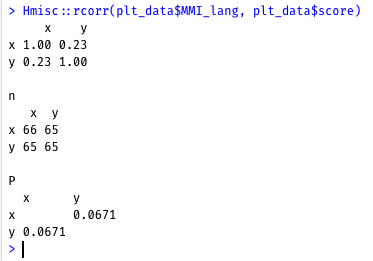 > Hmisc::rcorr(plt_data$MMI_lang, plt_data$score)
     x    y
x 1.00 0.23
y 0.23 1.00

n
   x  y
x 66 65
y 65 65

P
  x      y
x        0.0671
y 0.0671
>